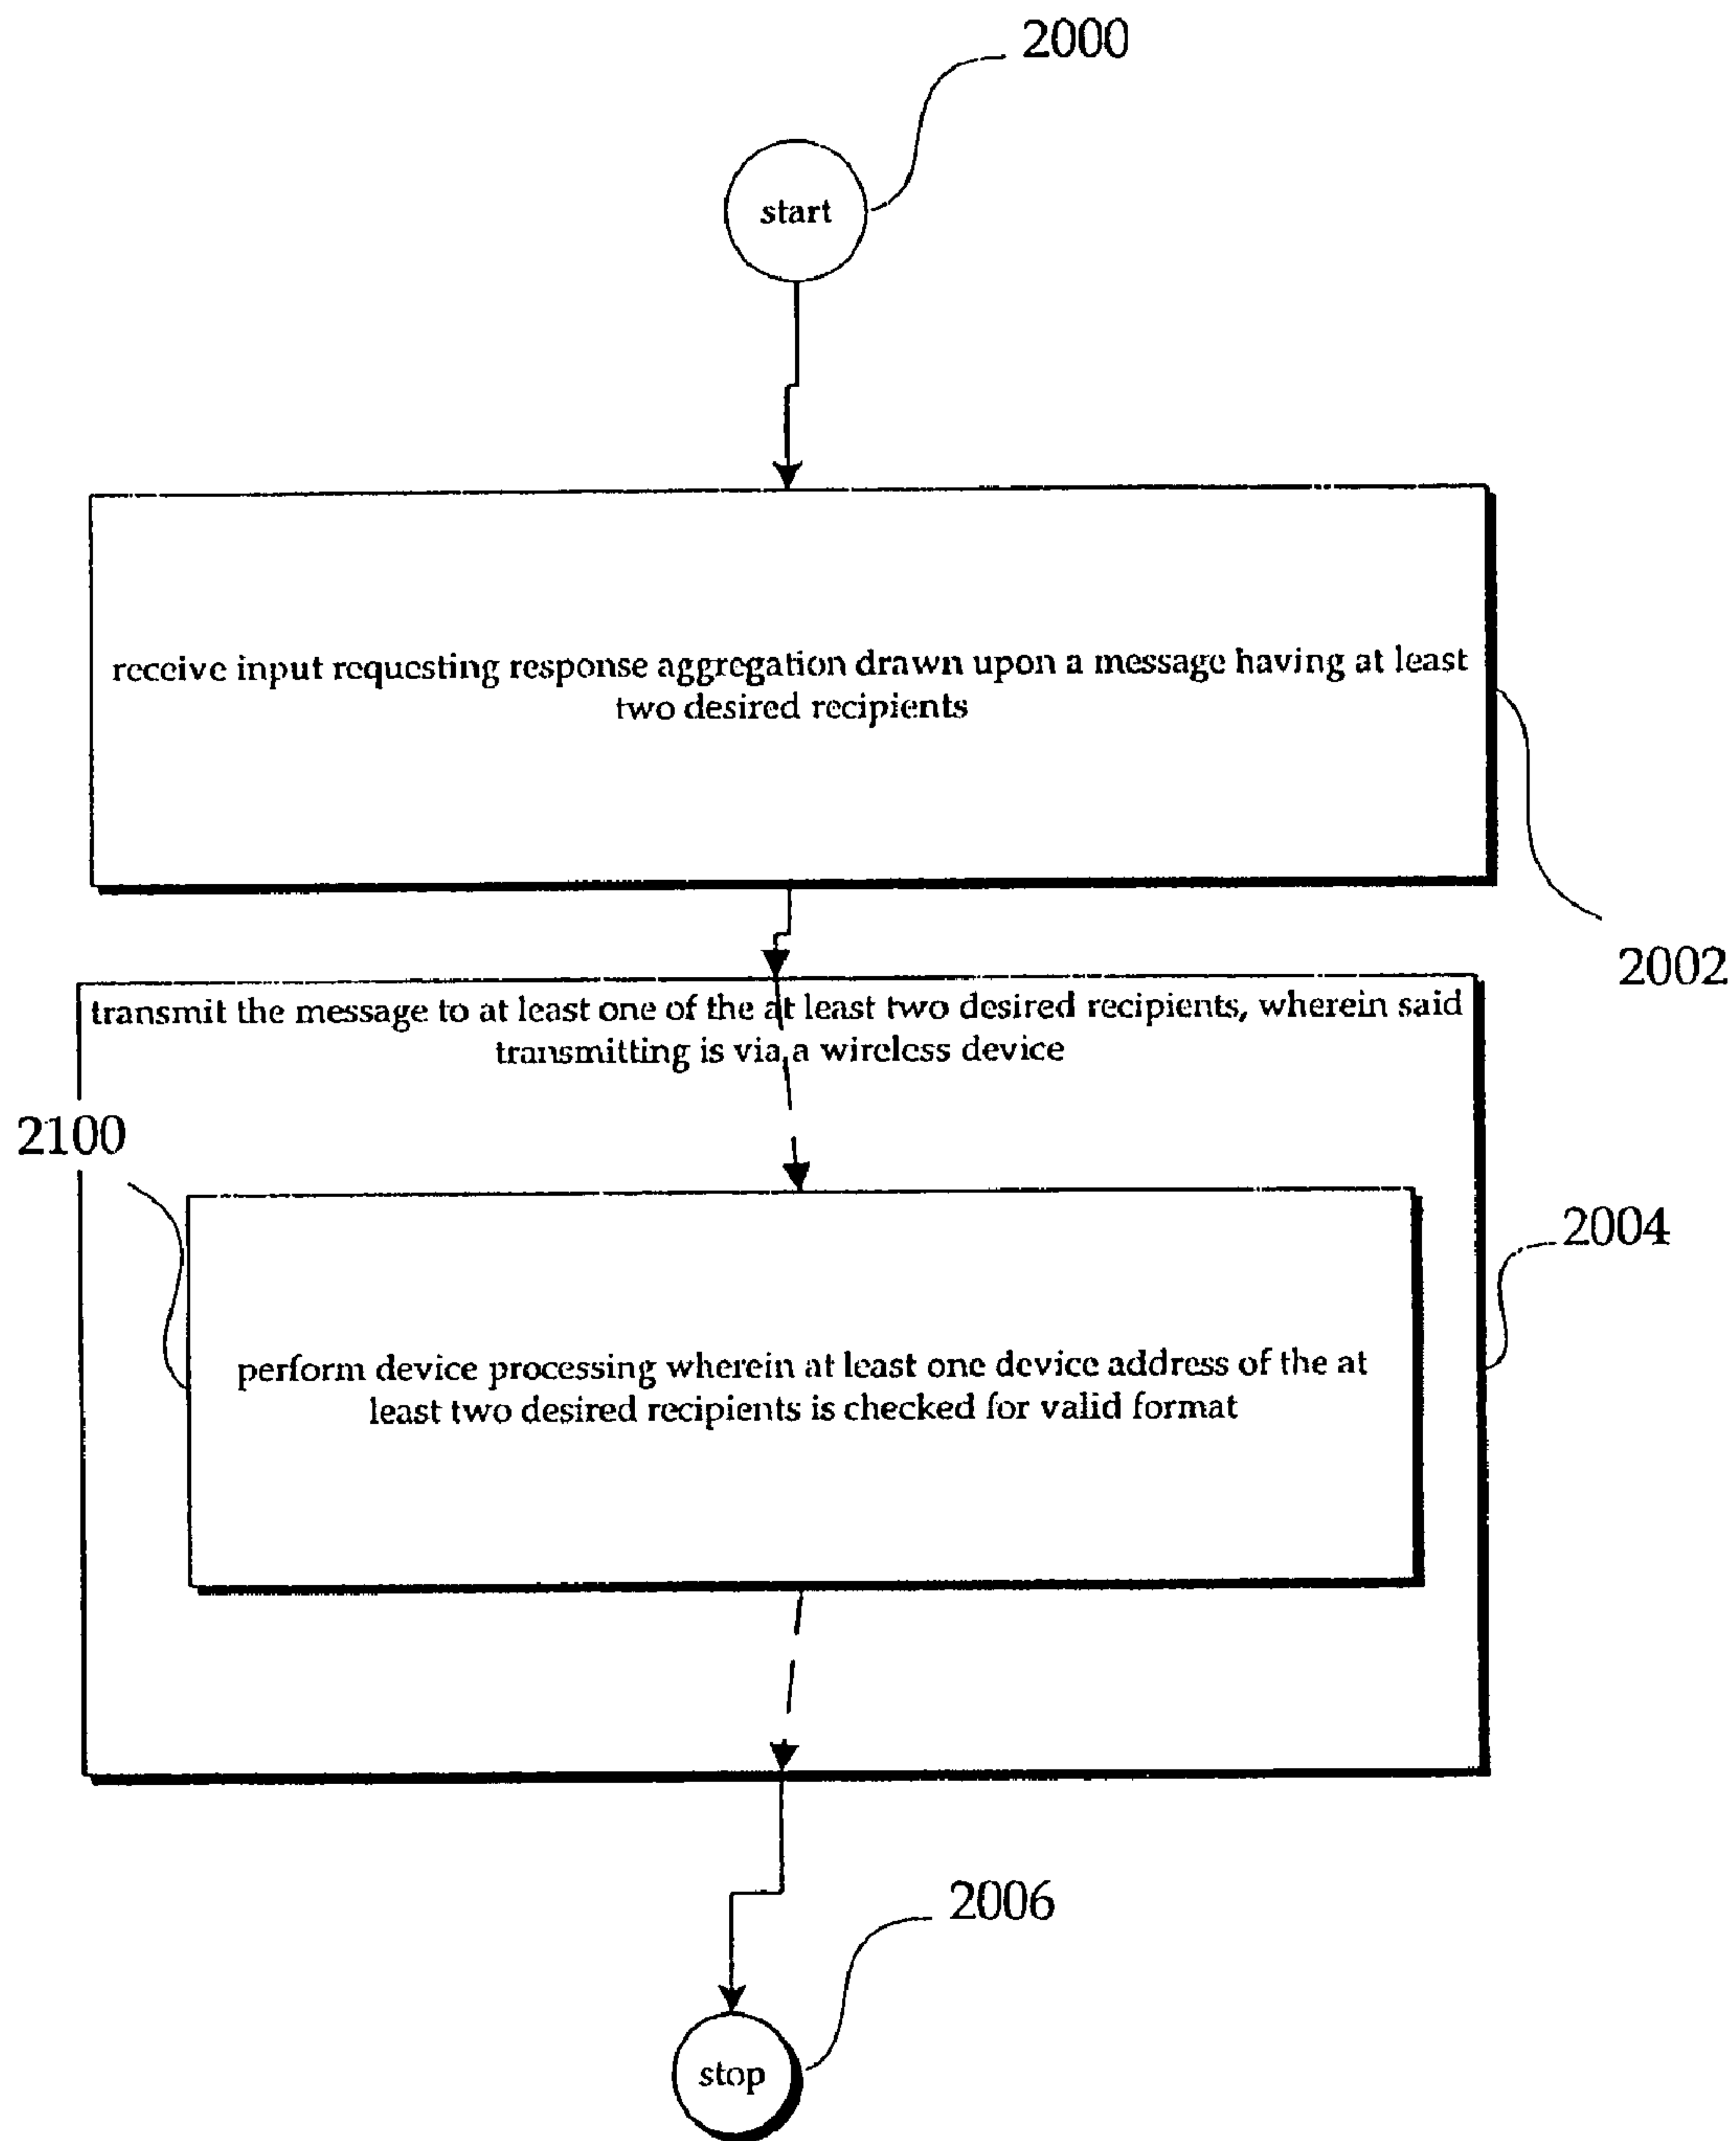 2000
start
receive input requesting response aggregation drawn upon a message having at least
two desired recipients
2002
transmit the message to at least one of the at least two desired recipients, wherein said
transmitting is via a wireless device
2100
2004
perform device processing wherein at least one device address of the at
least two desired recipients is checked for valid format
2006
stop